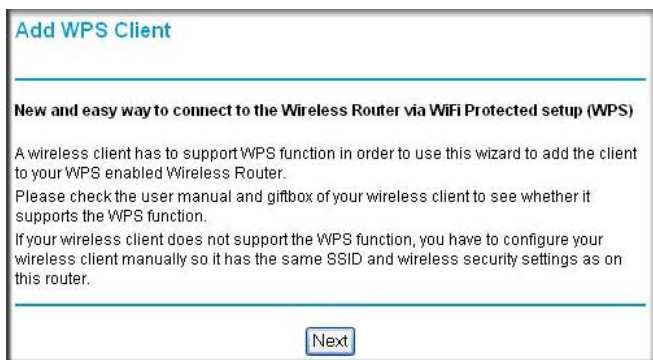 Add WPS Client
New and easy way to connect to the Wireless Router via WiFi Protected setup (WPS)
A wireless client has to support WPS function in order to use this wizard to add the client
to your WPS enabled Wireless Router.
Please check the user manual and giftbox of your wireless client to see whether it
supports the WPS function.
If your wireless client does not support the WPS function, you have to configure your
wireless client manually so it has the same SSID and wireless security settings as on
this router.
Next